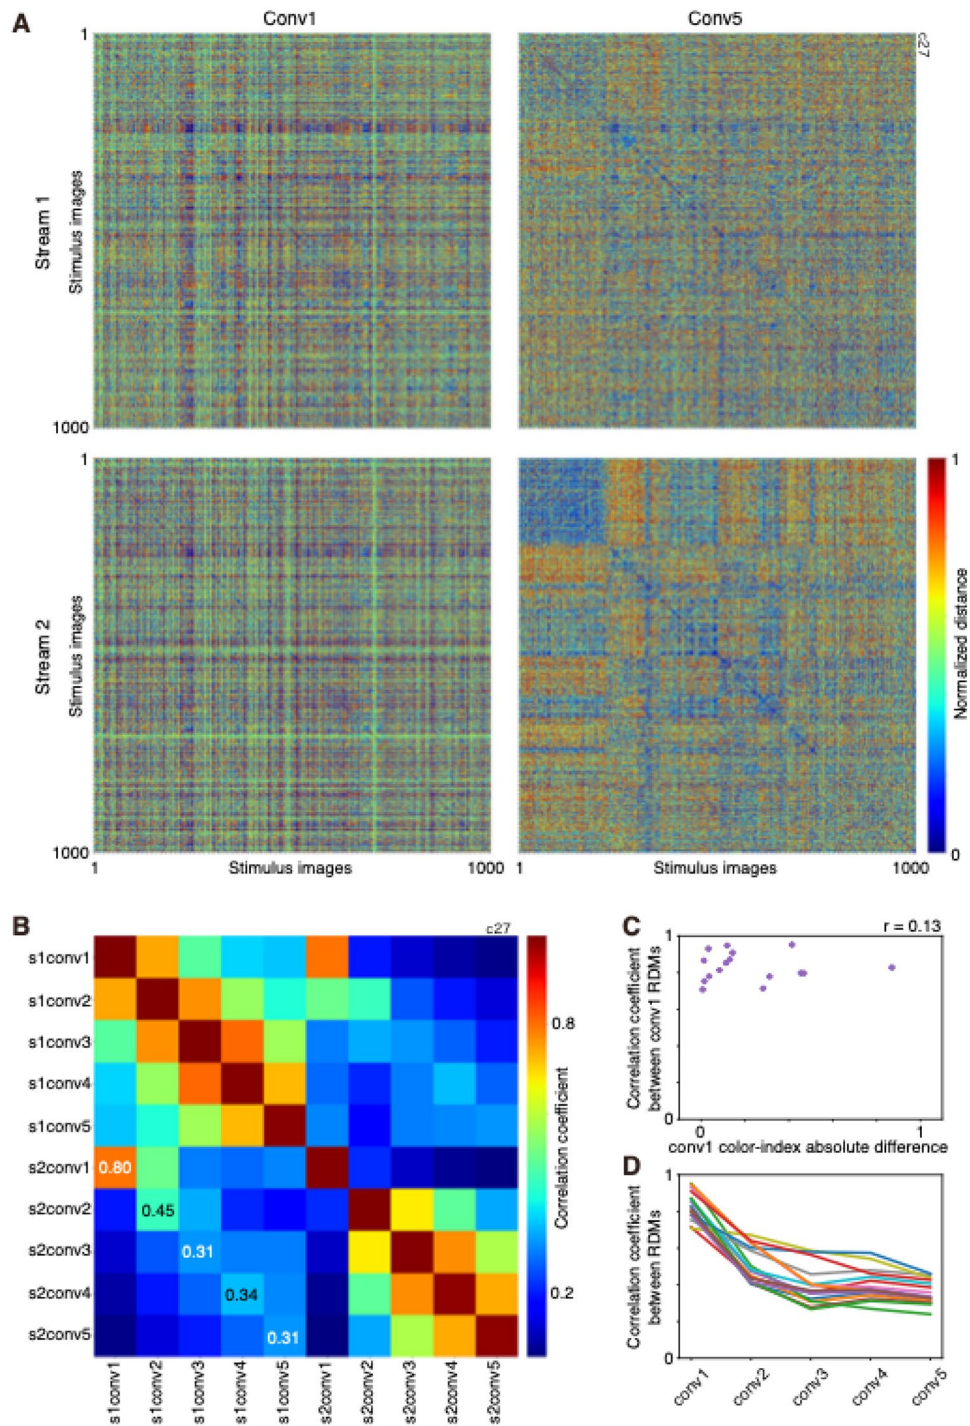 A
Conv1
Conv5
c27
Stream 1
Stimulus images
1
1000
Stream 2
Stimulus images
1
1000
1
Stimulus images
1000
1
Stimulus images
1000
1
Normalized distance
0
B
c27
s1conv1
s1conv2
s1conv3
s1conv4
s1conv5
s2conv1
s2conv2
s2conv3
s2conv4
s2conv5
0.80
0.45
0.31
0.34
0.31
s1conv1
s1conv2
s1conv3
s1conv4
s1conv5
s2conv1
s2conv2
s2conv3
s2conv4
s2conv5
0.8
Correlation coefficient
0.2
C
r = 0.13
1
Correlation coefficient
between conv1 RDMs
0
0
1
conv1 color-index absolute difference
D
1
Correlation coefficient
between RDMs
0
conv1
conv2
conv3
conv4
conv5